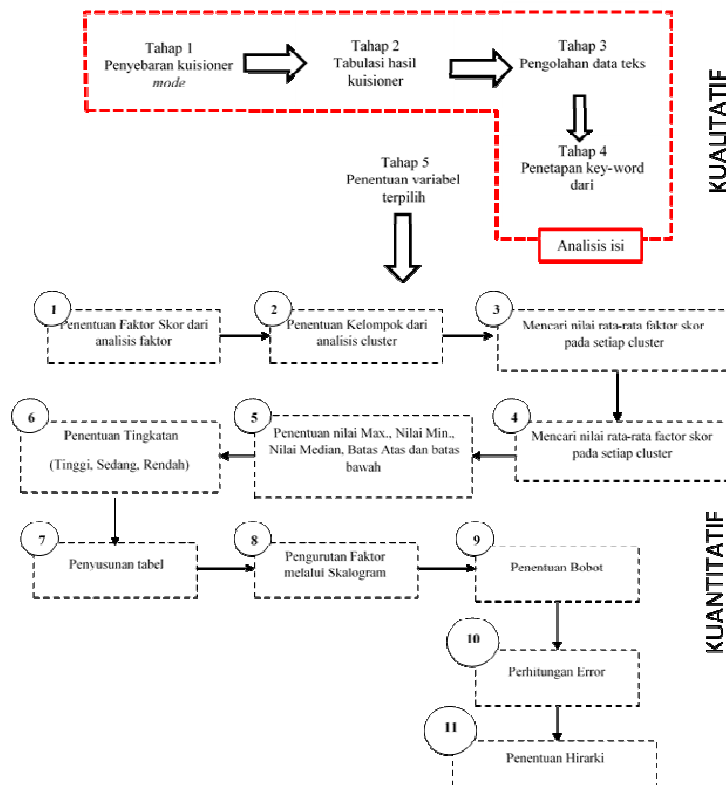 Tahap 1
Penyebaran kuisioner
mode
Tahap 2
Tabulasi hasil
kuisioner
Tahap 3
Pengolahan data teks
Tahap 4
Penetapan key-word
dari
Analisis isi
KUALITATIF
Tahap 5
Penentuan variabel
terpilih
1
Penentuan Faktor Skor dari
analisis faktor
2
Penentuan Kelompok dari
analisis cluster
3
Mencari nilai rata-rata faktor skor
pada setiap cluster
4
Mencari nilai rata-rata factor skor
pada setiap cluster
5
Penentuan nilai Max., Nilai Min.,
Nilai Median, Batas Atas dan batas
bawah
6
Penentuan Tingkatan
(Tinggi, Sedang, Rendah)
7
Penyusunan tabel
8
Pengurutan Faktor
melalui Skalogram
9
Penentuan Bobot
10
Perhitungan Error
11
Penentuan Hirarki
KUANTITATIF